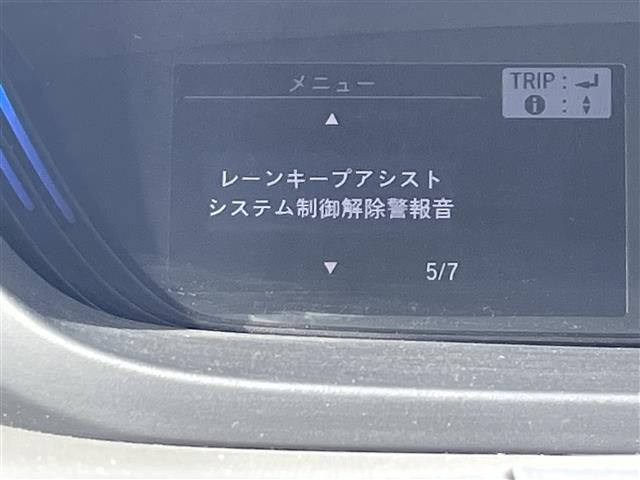 メニュー
TRIP :
i :
▲
レーンキープアシスト
システム制御解除警報音
▼
5/7